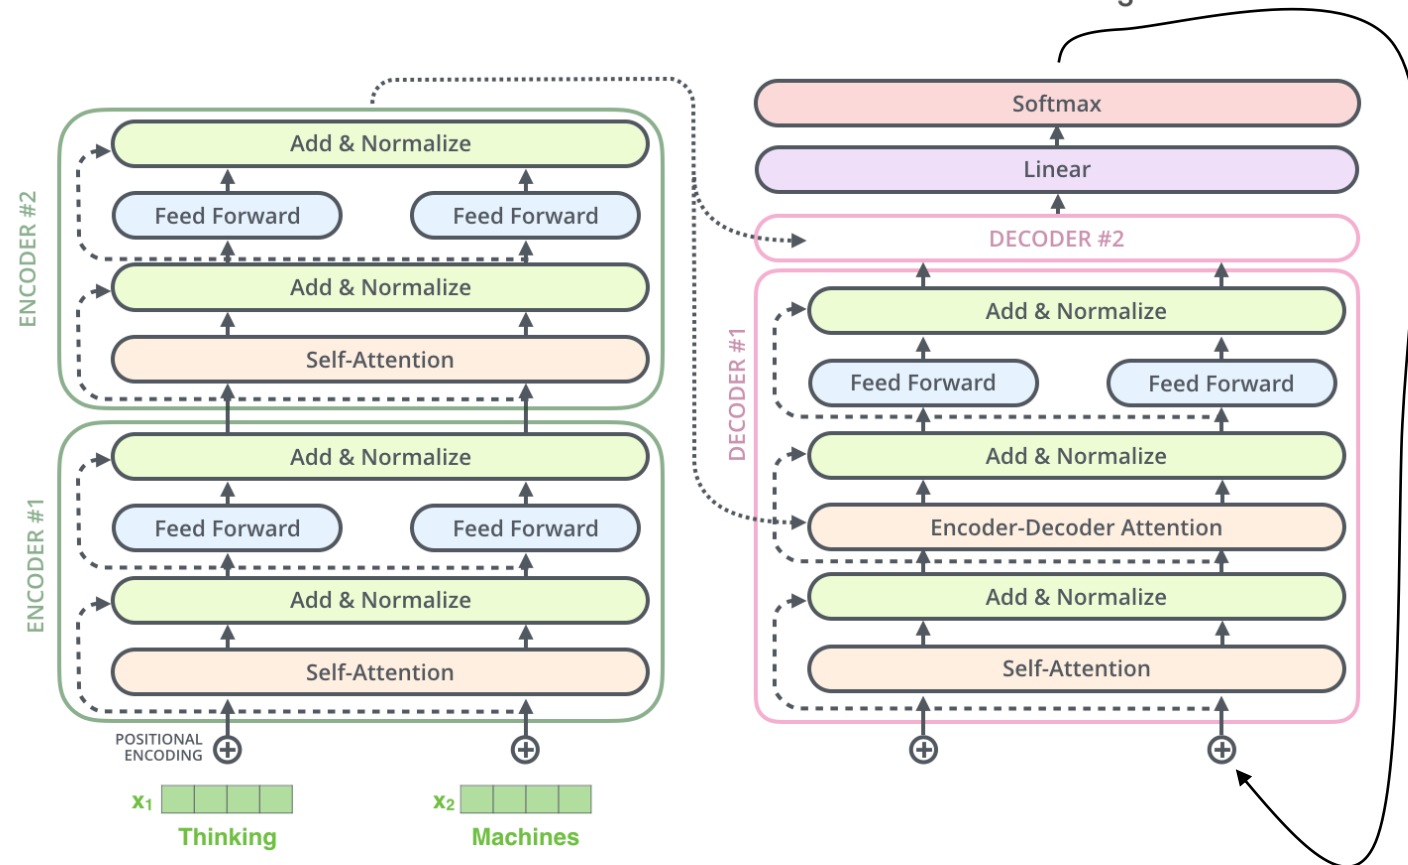 ENCODER #2
Add & Normalize
Feed Forward
Feed Forward
Add & Normalize
Self-Attention
ENCODER #1
Add & Normalize
Feed Forward
Feed Forward
Add & Normalize
Self-Attention
POSITIONAL
ENCODING
x1
x2
Thinking
Machines
Softmax
Linear
DECODER #2
DECODER #1
Add & Normalize
Feed Forward
Feed Forward
Add & Normalize
Encoder-Decoder Attention
Add & Normalize
Self-Attention